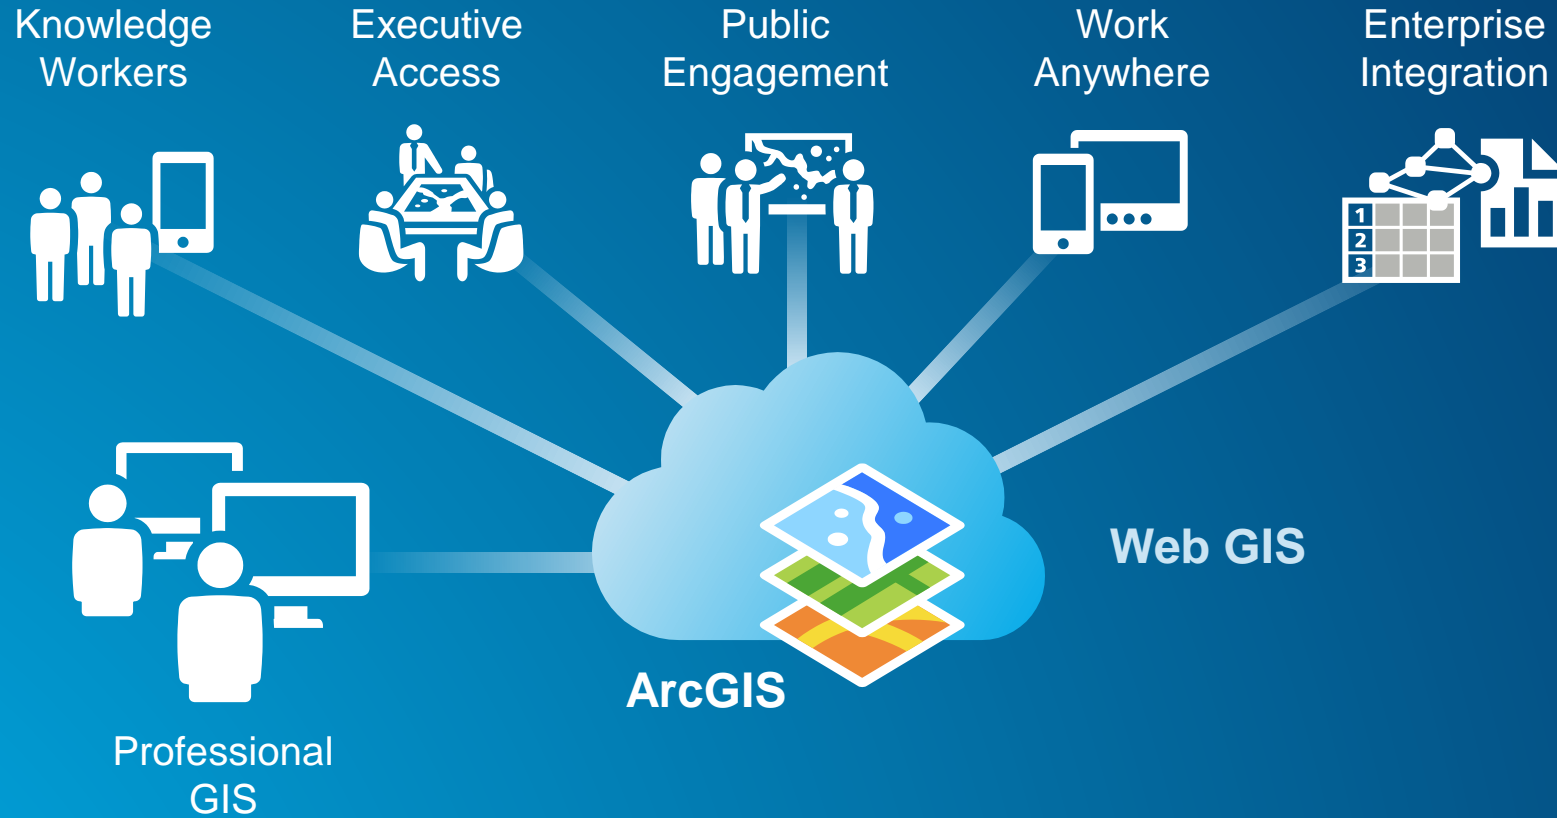 Knowledge
Workers
Executive
Access
Public
Engagement
Work
Anywhere
Enterprise
Integration
1
2
3
Web GIS
ArcGIS
Professional
GIS